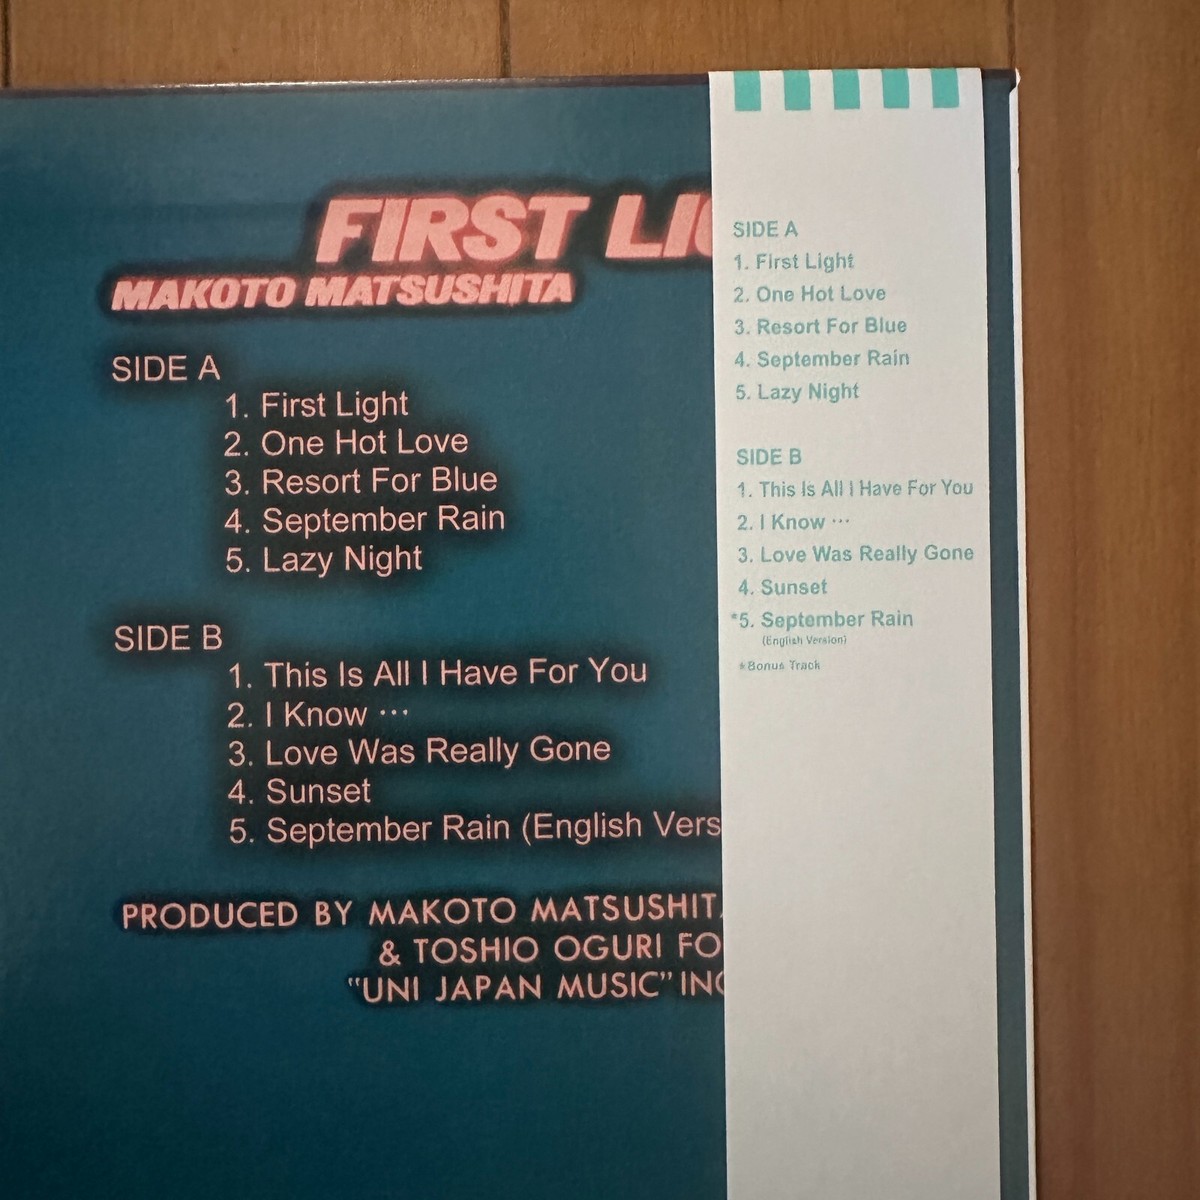 FIRST LIG
MAKOTO MATSUSHITA
SIDE A
1. First Light
2. One Hot Love
3. Resort For Blue
4. September Rain
5. Lazy Night
SIDE B
1. This Is All I Have For You
2. I Know ⋯
3. Love Was Really Gone
4. Sunset
5. September Rain (English Vers
PRODUCED BY MAKOTO MATSUSHITA
& TOSHIO OGURI FO
"UNI JAPAN MUSIC" INC
SIDE A
1. First Light
2. One Hot Love
3. Resort For Blue
4. September Rain
5. Lazy Night
SIDE B
1. This Is All I Have For You
2. I Know ⋯
3. Love Was Really Gone
4. Sunset
*5. September Rain
(English Version)
*Bonus Track